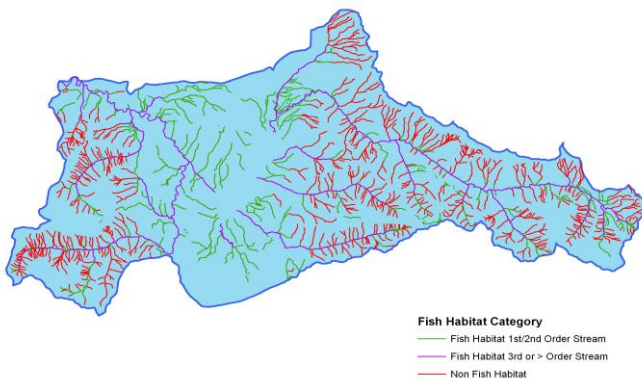 Fish Habitat Category
Fish Habitat 1st/2nd Order Stream
Fish Habitat 3rd or > Order Stream
Non Fish Habitat